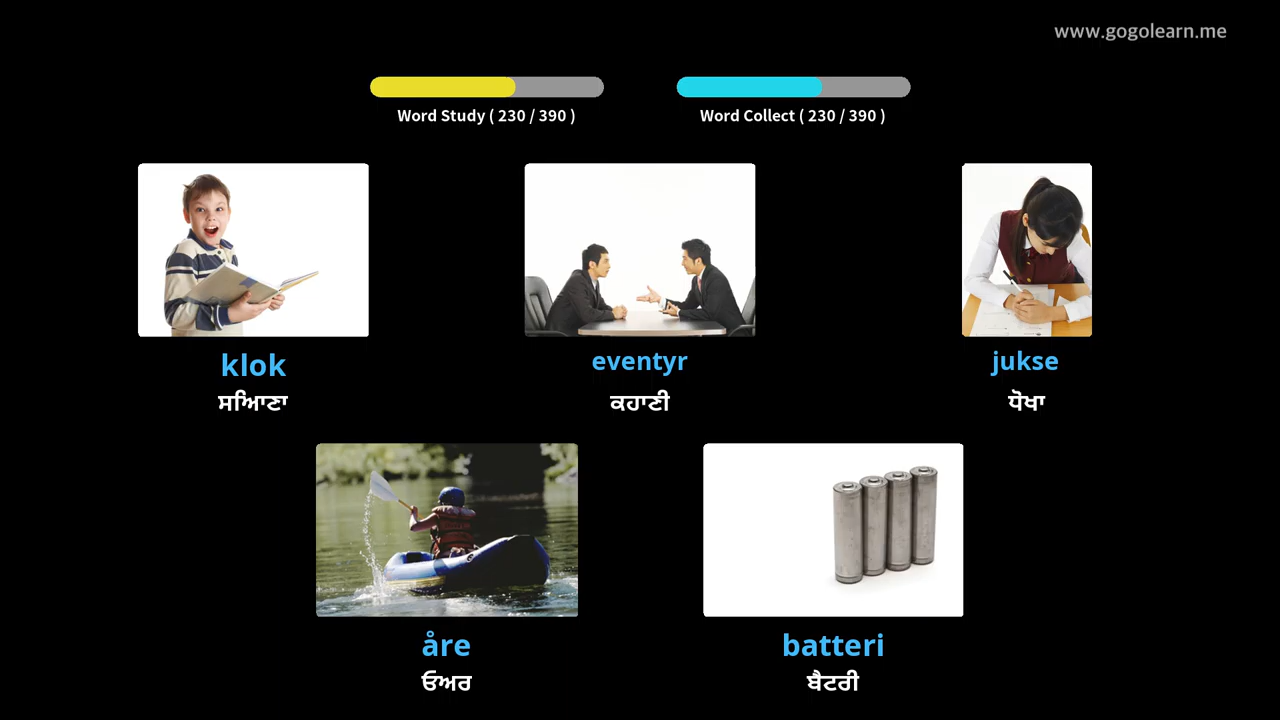 www.gogolearn.me
Word Study ( 230 / 390 )
Word Collect ( 230 / 390 )
klok
ਸਿਆਣਾ
eventyr
ਕਹਾਣੀ
jukse
ਧੋਖਾ
åre
ਓਅਰ
batteri
ਬੈਟਰੀ